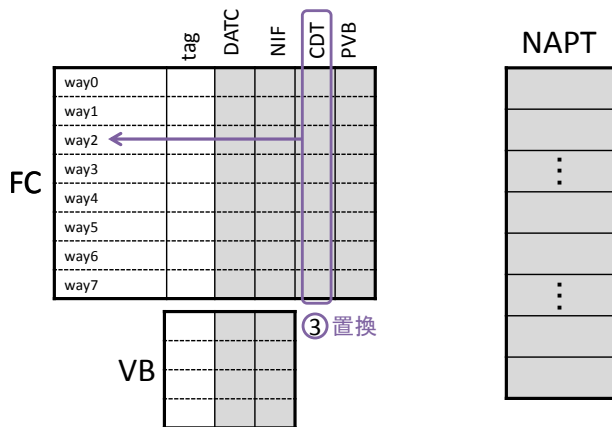 tag DATC NIF CDT PVB
NAPT
FC
way0
way1
way2
way3
way4
way5
way6
way7
⋮
⋮
③ 置換
VB